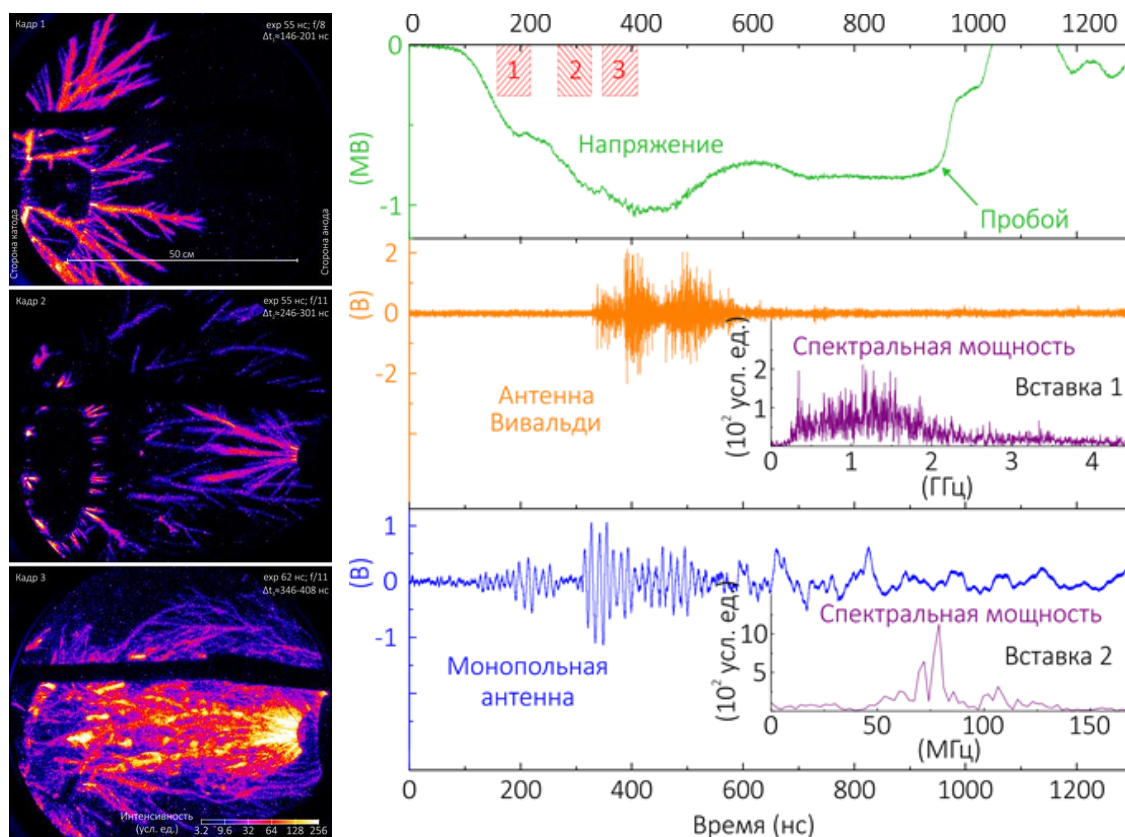 Кадр 1
exp 55 нс; f/8
Δt₁≈146-201 нс
Сторона катода
Сторона анода
50 см
Кадр 2
exp 55 нс; f/11
Δt₂≈246-301 нс
Кадр 3
exp 62 нс; f/11
Δt₃≈346-408 нс
Интенсивность
(усл. ед.)
3.2 9.6 32 64 128 256
0 200 400 600 800 1000 1200
0
-1
(МВ)
1 2 3
Напряжение
Пробой
2
0
-2
(В)
Антенна
Вивальди
Спектральная мощность
Вставка 1
(10² усл. ед.)
2
1
0 1 2 3 4
(ГГц)
1
0
-1
(В)
Монопольная
антенна
Спектральная мощность
Вставка 2
(10² усл. ед.)
10
5
0 50 100 150
(МГц)
0 200 400 600 800 1000 1200
Время (нс)